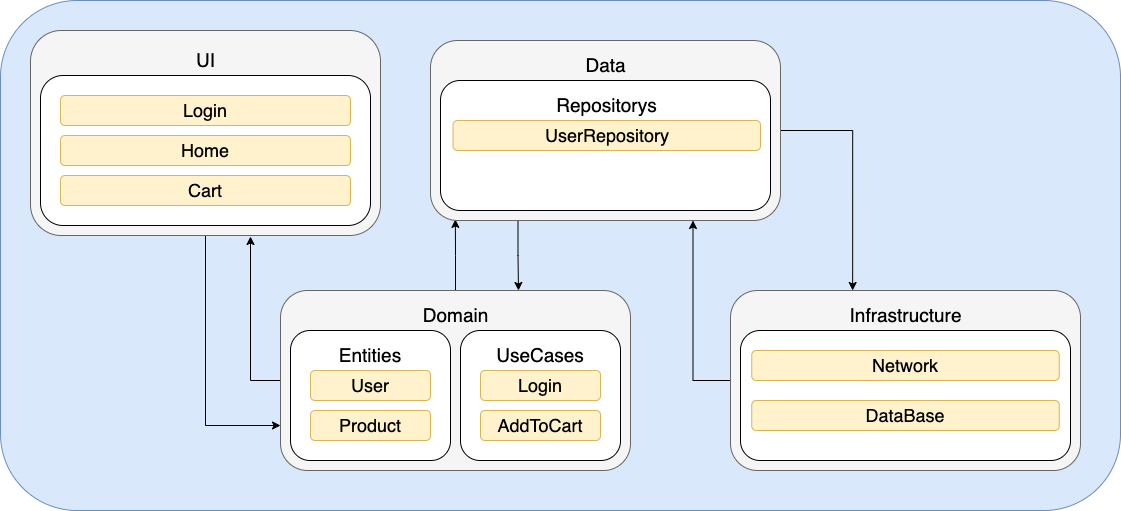 UI
Login
Home
Cart
Data
Repositorys
UserRepository
Domain
Entities
User
Product
UseCases
Login
AddToCart
Infrastructure
Network
DataBase